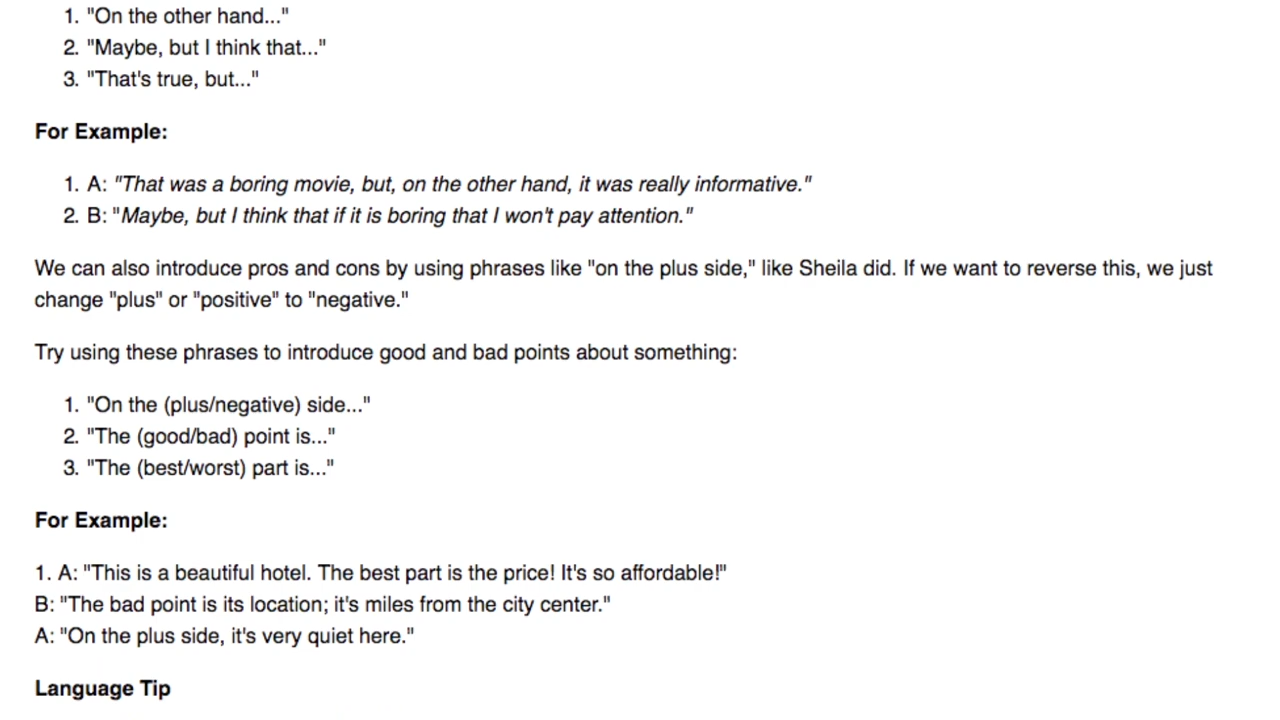 1. "On the other hand..."
2. "Maybe, but I think that..."
3. "That's true, but..."
For Example:
1. A: "That was a boring movie, but, on the other hand, it was really informative."
2. B: "Maybe, but I think that if it is boring that I won't pay attention."
We can also introduce pros and cons by using phrases like "on the plus side," like Sheila did. If we want to reverse this, we just
change "plus" or "positive" to "negative."
Try using these phrases to introduce good and bad points about something:
1. "On the (plus/negative) side..."
2. "The (good/bad) point is..."
3. "The (best/worst) part is..."
For Example:
1. A: "This is a beautiful hotel. The best part is the price! It's so affordable!"
B: "The bad point is its location; it's miles from the city center."
A: "On the plus side, it's very quiet here."
Language Tip